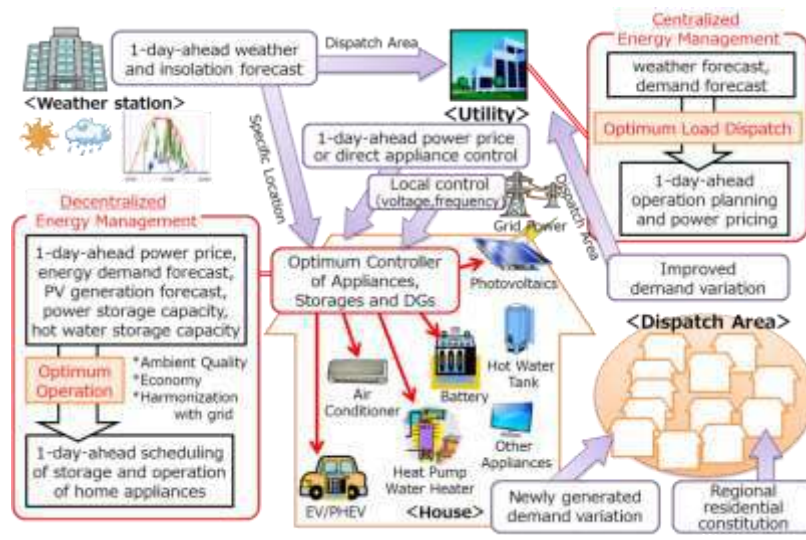 1-day-ahead weather
and insolation forecast
<Weather station>
Dispatch Area
<Utility>
Centralized
Energy Management
weather forecast,
demand forecast
Optimum Load Dispatch
1-day-ahead
operation planning
and power pricing
Specific Location
1-day-ahead power price
or direct appliance control
Local control
(voltage,frequency)
Grid Power
Dispatch Area
Improved
demand variation
Decentralized
Energy Management
1-day-ahead power price,
energy demand forecast,
PV generation forecast,
power storage capacity,
hot water storage capacity
Optimum
Operation
*Ambient Quality
*Economy
*Harmonization
with grid
1-day-ahead scheduling
of storage and operation
of home appliances
Optimum Controller
of Appliances,
Storages and DGs
Photovoltaics
Air
Conditioner
Battery
Hot Water
Tank
Heat Pump
Water Heater
Other
Appliances
EV/PHEV
<House>
<Dispatch Area>
Newly generated
demand variation
Regional
residential
constitution